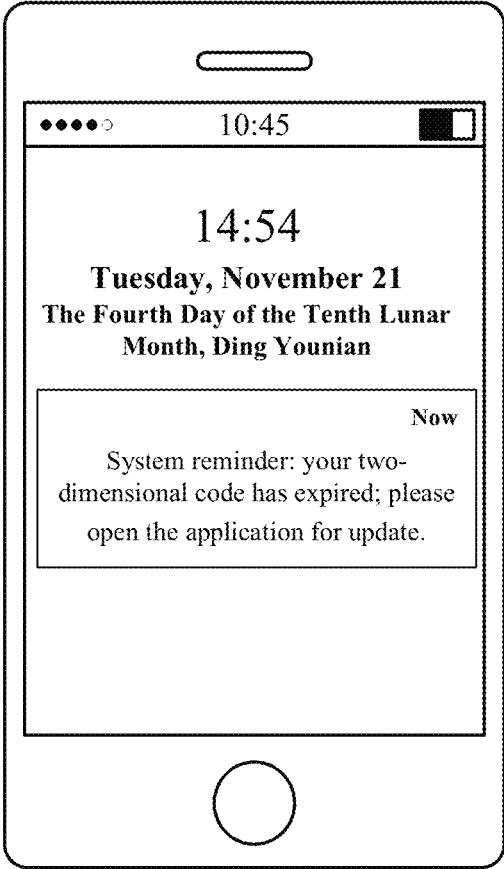 10:45
14:54
Tuesday, November 21
The Fourth Day of the Tenth Lunar
Month, Ding Younian
Now
System reminder: your two-
dimensional code has expired; please
open the application for update.